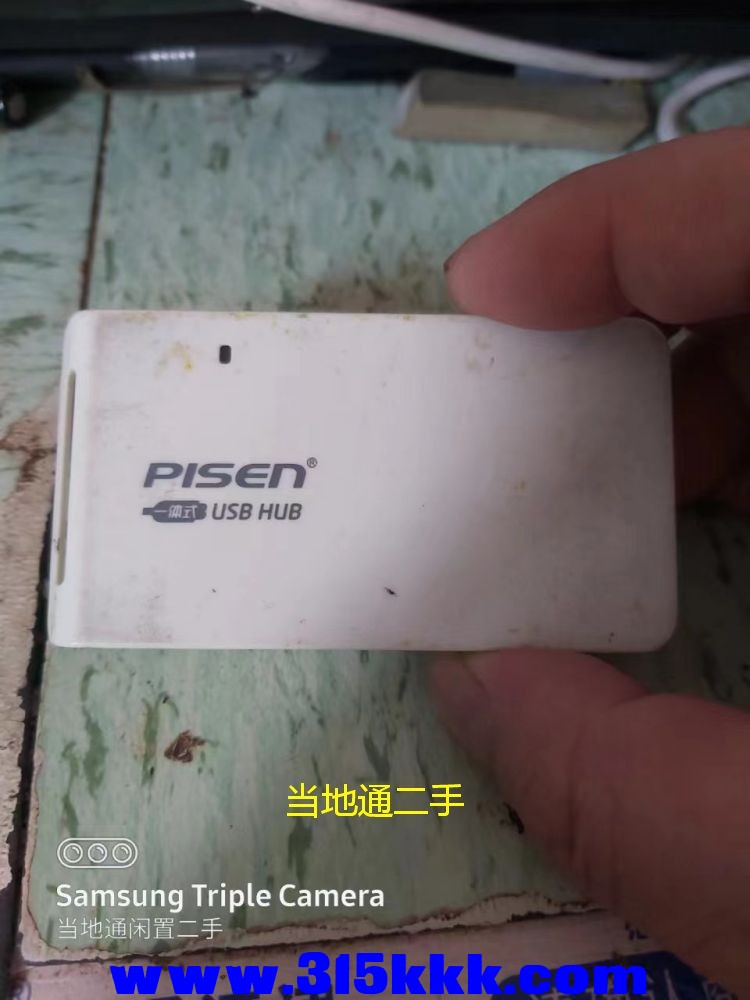 PISEN®
一体式 USB HUB
当地通二手
Samsung Triple Camera
当地通闲置二手
www.315kkk.com